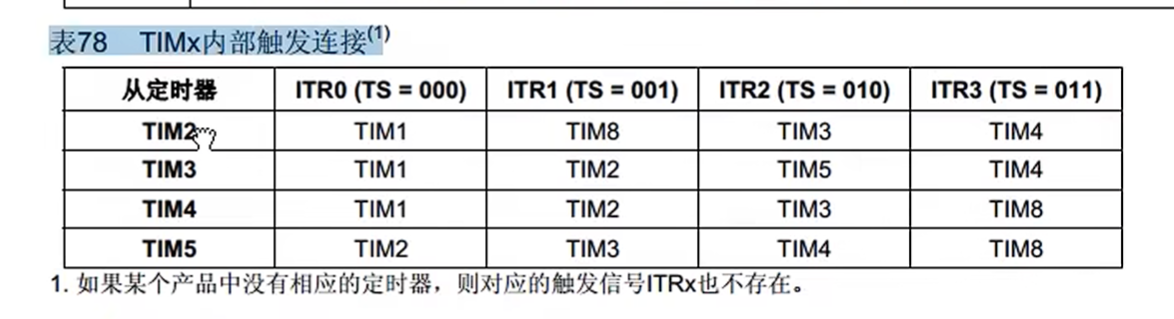 表78 TIMx内部触发连接(1)
从定时器 ITR0 (TS = 000) ITR1 (TS = 001) ITR2 (TS = 010) ITR3 (TS = 011)
TIM2 TIM1 TIM8 TIM3 TIM4
TIM3 TIM1 TIM2 TIM5 TIM4
TIM4 TIM1 TIM2 TIM3 TIM8
TIM5 TIM2 TIM3 TIM4 TIM8
1. 如果某个产品中没有相应的定时器，则对应的触发信号ITRx也不存在。